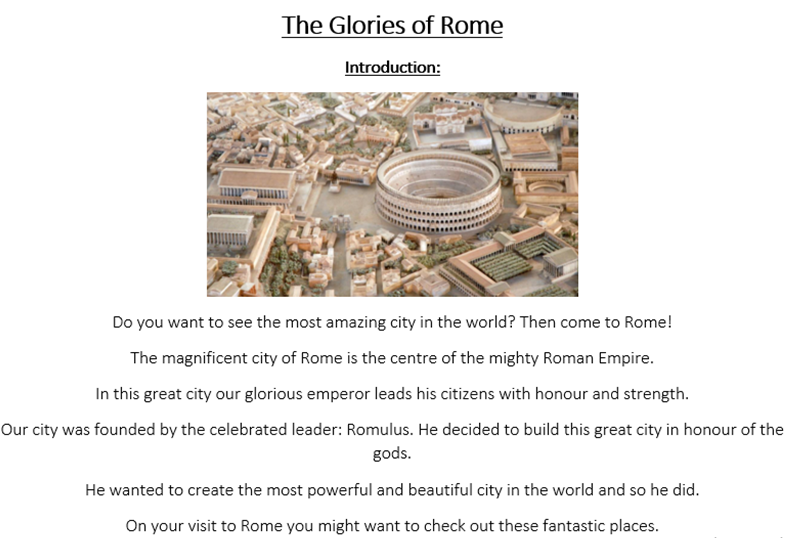 The Glories of Rome
Introduction:
Do you want to see the most amazing city in the world? Then come to Rome!
The magnificent city of Rome is the centre of the mighty Roman Empire.
In this great city our glorious emperor leads his citizens with honour and strength.
Our city was founded by the celebrated leader: Romulus. He decided to build this great city in honour of the
gods.
He wanted to create the most powerful and beautiful city in the world and so he did.
On your visit to Rome you might want to check out these fantastic places.